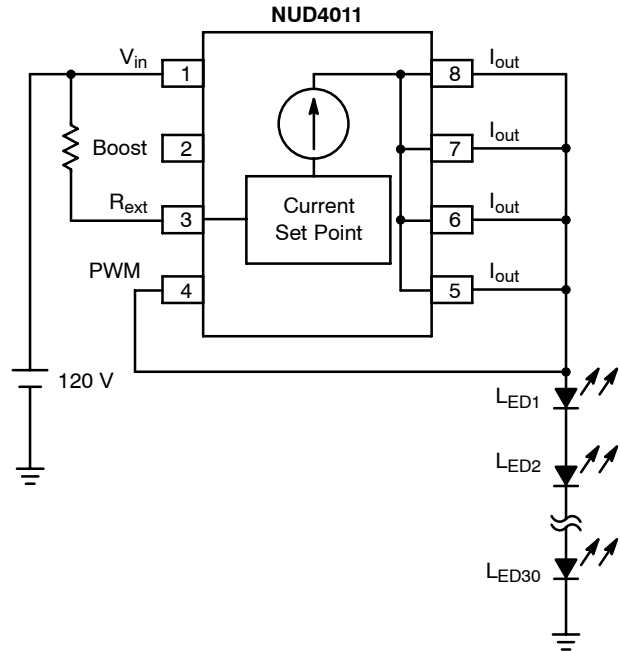 NUD4011
Vin
1
8
Iout
Boost
2
7
Iout
Rext
3
Current
Set Point
6
Iout
PWM
4
5
Iout
120 V
LED1
LED2
LED30